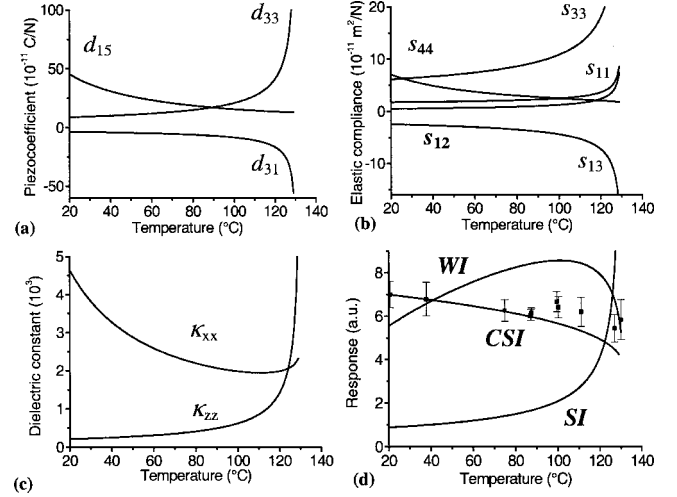 Piezocoefficient (10⁻¹¹ C/N)
100
50
0
-50
d₃₃
d₁₅
d₃₁
20 40 60 80 100 120 140
(a) Temperature (°C)
Elastic compliance (10⁻¹¹ m²/N)
20
10
0
-10
s₃₃
s₄₄
s₁₁
s₁₂
s₁₃
20 40 60 80 100 120 140
(b) Temperature (°C)
Dielectric constant (10³)
5
4
3
2
1
0
κₓₓ
κzz
20 40 60 80 100 120 140
(c) Temperature (°C)
Response (a.u.)
8
6
4
2
0
WI
CSI
SI
20 40 60 80 100 120 140
(d) Temperature (°C)